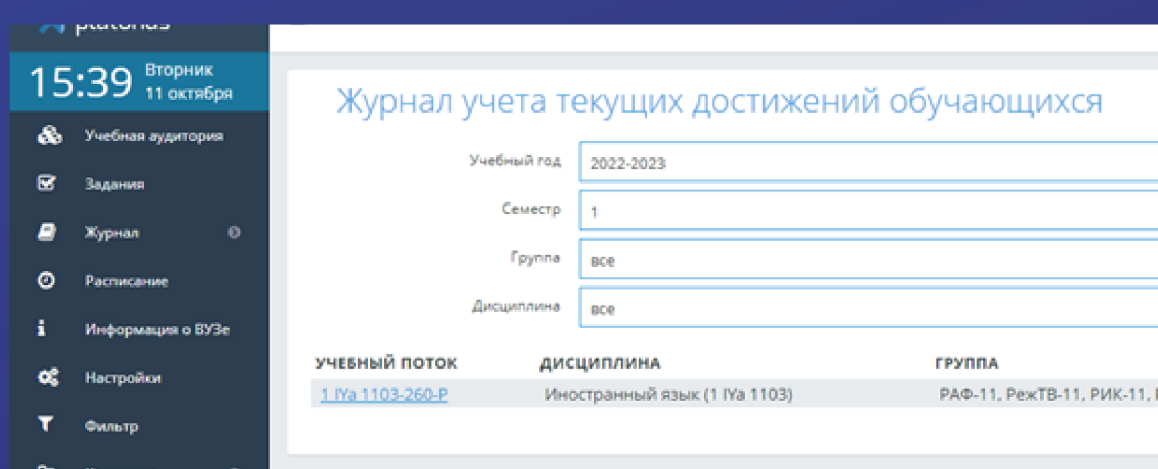 platonus
15:39 Вторник
11 октября
Учебная аудитория
Задания
Журнал
Расписание
Информация о ВУЗе
Настройки
Фильтр
Журнал учета текущих достижений обучающихся
Учебный год 2022-2023
Семестр 1
Группа все
Дисциплина все
УЧЕБНЫЙ ПОТОК ДИСЦИПЛИНА ГРУППА
1 IYa 1103-260-P Иностранный язык (1 IYa 1103) РАФ-11, РежТВ-11, РИК-11,